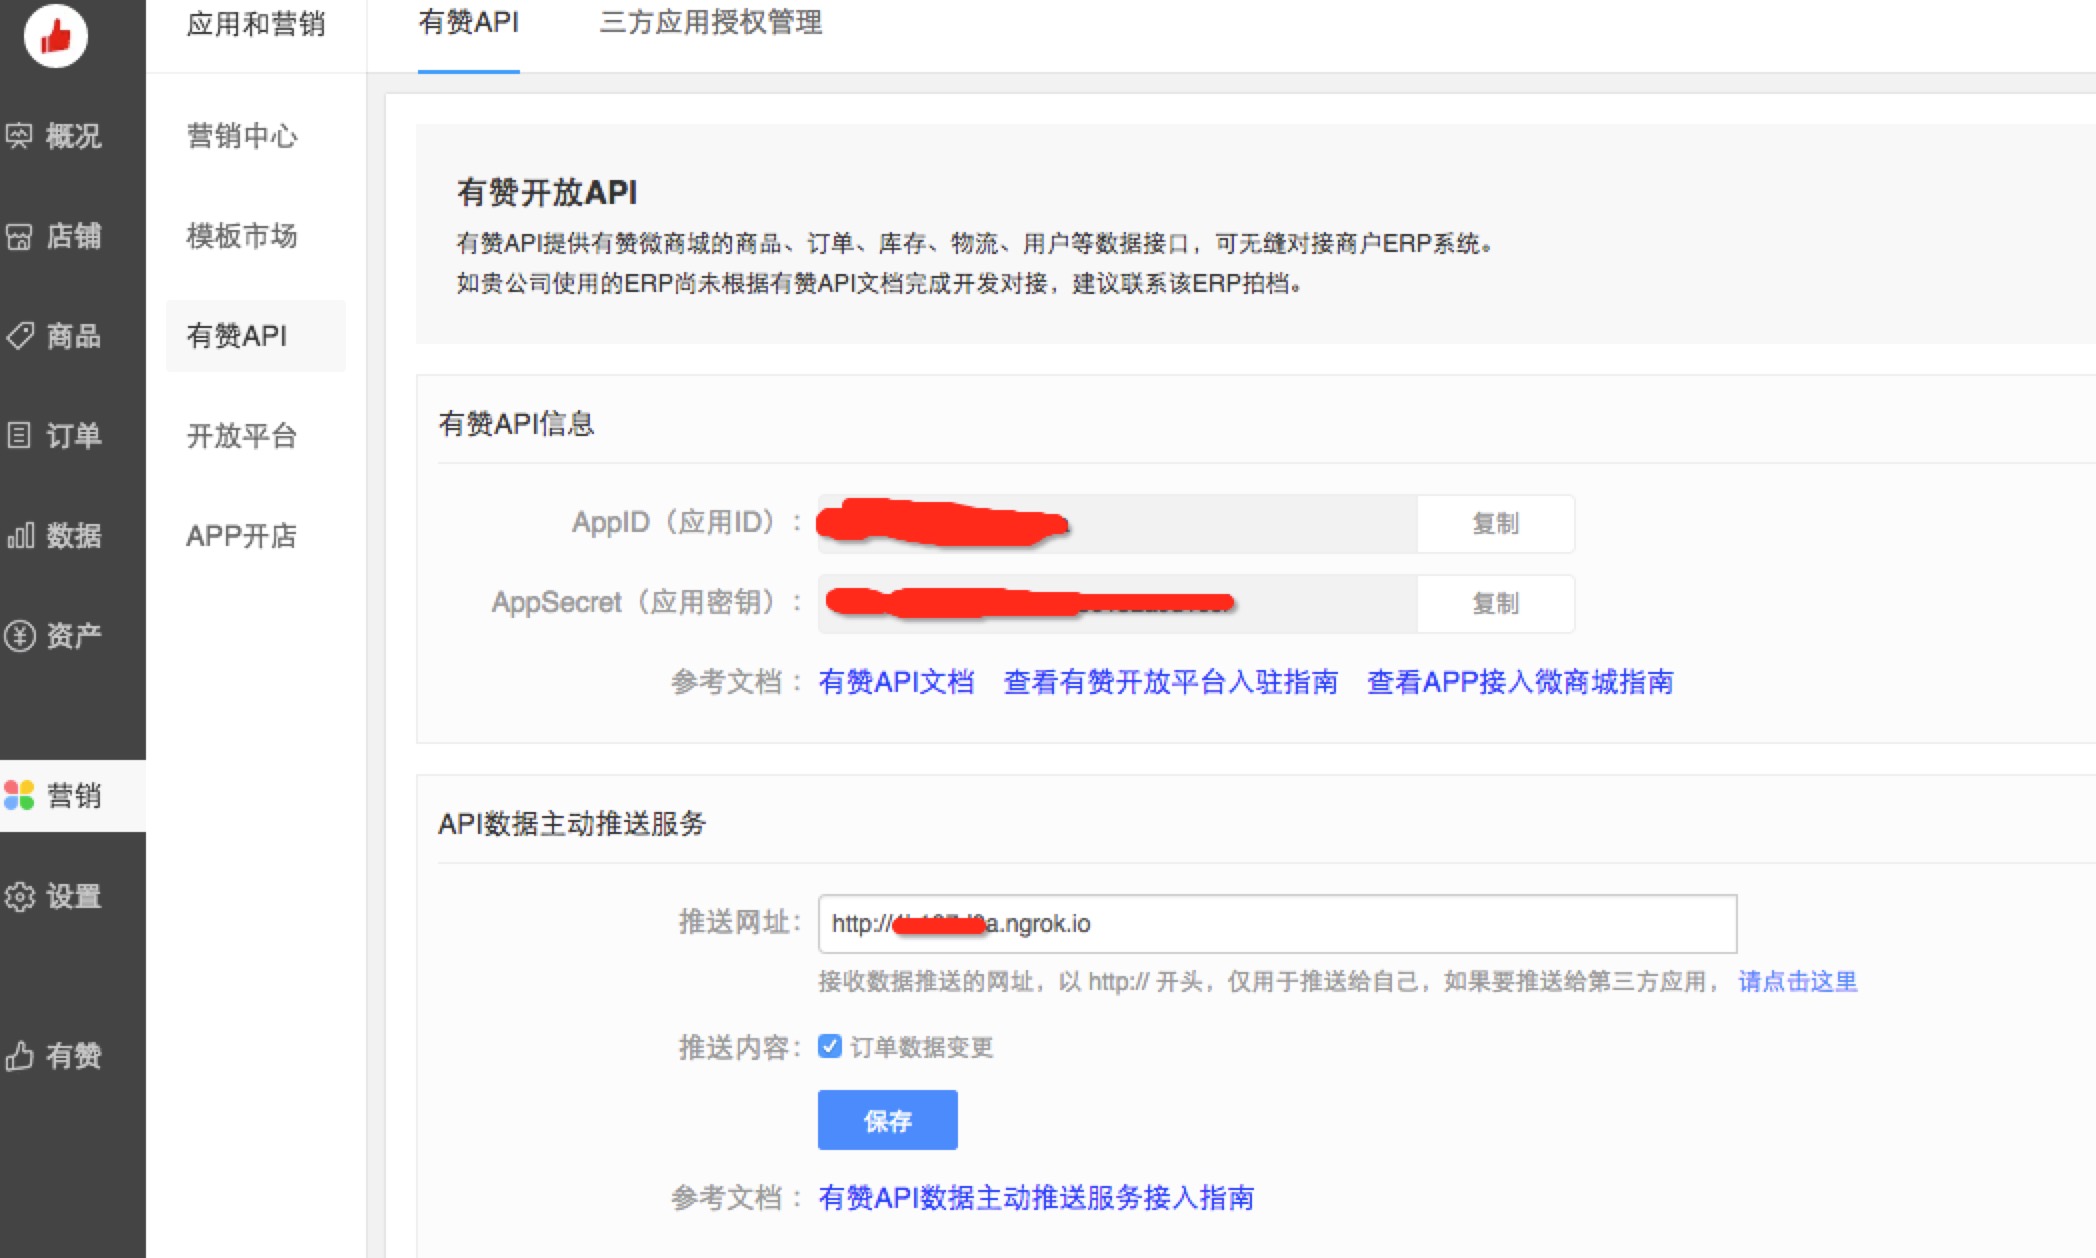 应用和营销
有赞API 三方应用授权管理
概况
店铺
商品
订单
数据
资产
营销
设置
有赞
营销中心
模板市场
有赞API
开放平台
APP开店
有赞开放API
有赞API提供有赞微商城的商品、订单、库存、物流、用户等数据接口，可无缝对接商户ERP系统。
如贵公司使用的ERP尚未根据有赞API文档完成开发对接，建议联系该ERP拍档。
有赞API信息
AppID（应用ID）： 复制
AppSecret（应用密钥）： 复制
参考文档： 有赞API文档 查看有赞开放平台入驻指南 查看APP接入微商城指南
API数据主动推送服务
推送网址： http:// a.ngrok.io
接收数据推送的网址，以 http:// 开头，仅用于推送给自己，如果要推送给第三方应用， 请点击这里
推送内容： 订单数据变更
保存
参考文档： 有赞API数据主动推送服务接入指南